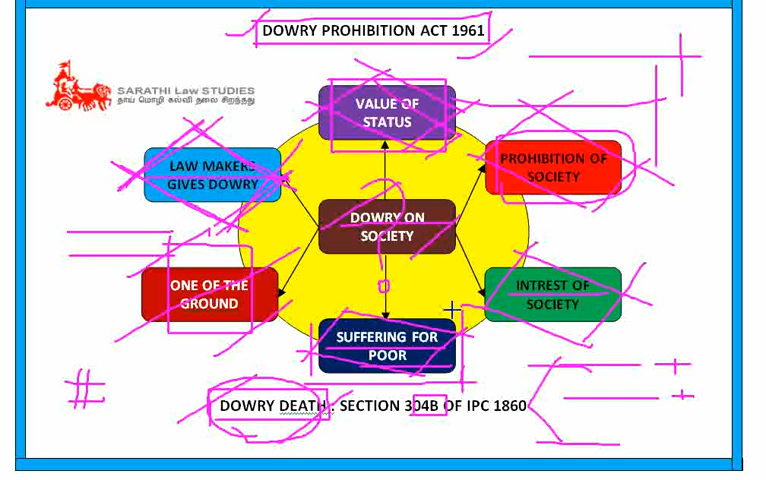 DOWRY PROHIBITION ACT 1961
SARATHI Law STUDIES
தாய் மொழி கல்வி தலை சிறந்தது
VALUE OF
STATUS
LAW MAKERS
GIVES DOWRY
PROHIBITION OF
SOCIETY
DOWRY ON
SOCIETY
ONE OF THE
GROUND
INTREST OF
SOCIETY
SUFFERING FOR
POOR
DOWRY DEATH : SECTION 304B OF IPC 1860